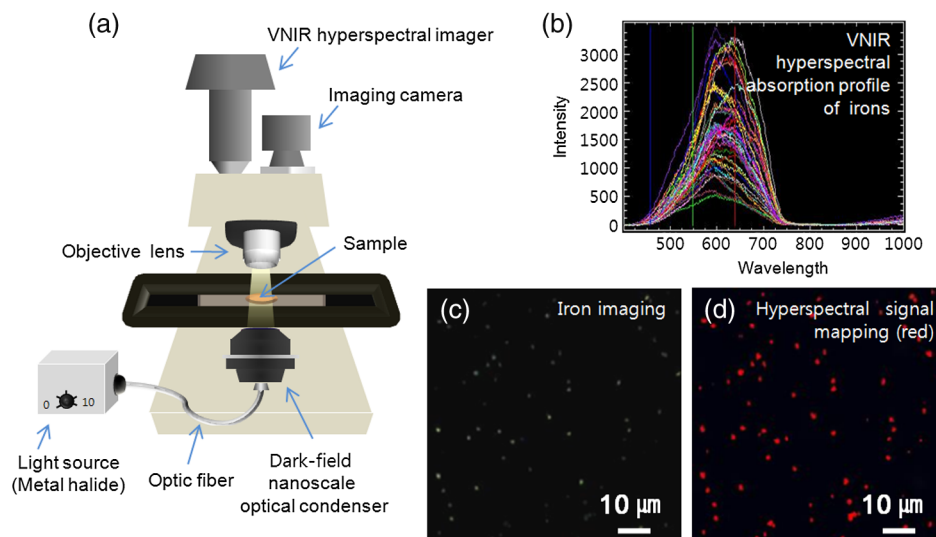 (a)
VNIR hyperspectral imager
Imaging camera
Objective lens
Sample
0 10
Light source
(Metal halide)
Optic fiber
Dark-field
nanoscale
optical condenser
(b)
VNIR
hyperspectral
absorption profile
of irons
Intensity
3000
2500
2000
1500
1000
500
0
500 600 700 800 900 1000
Wavelength
(c)
Iron imaging
10 μm
(d)
Hyperspectral signal
mapping (red)
10 μm